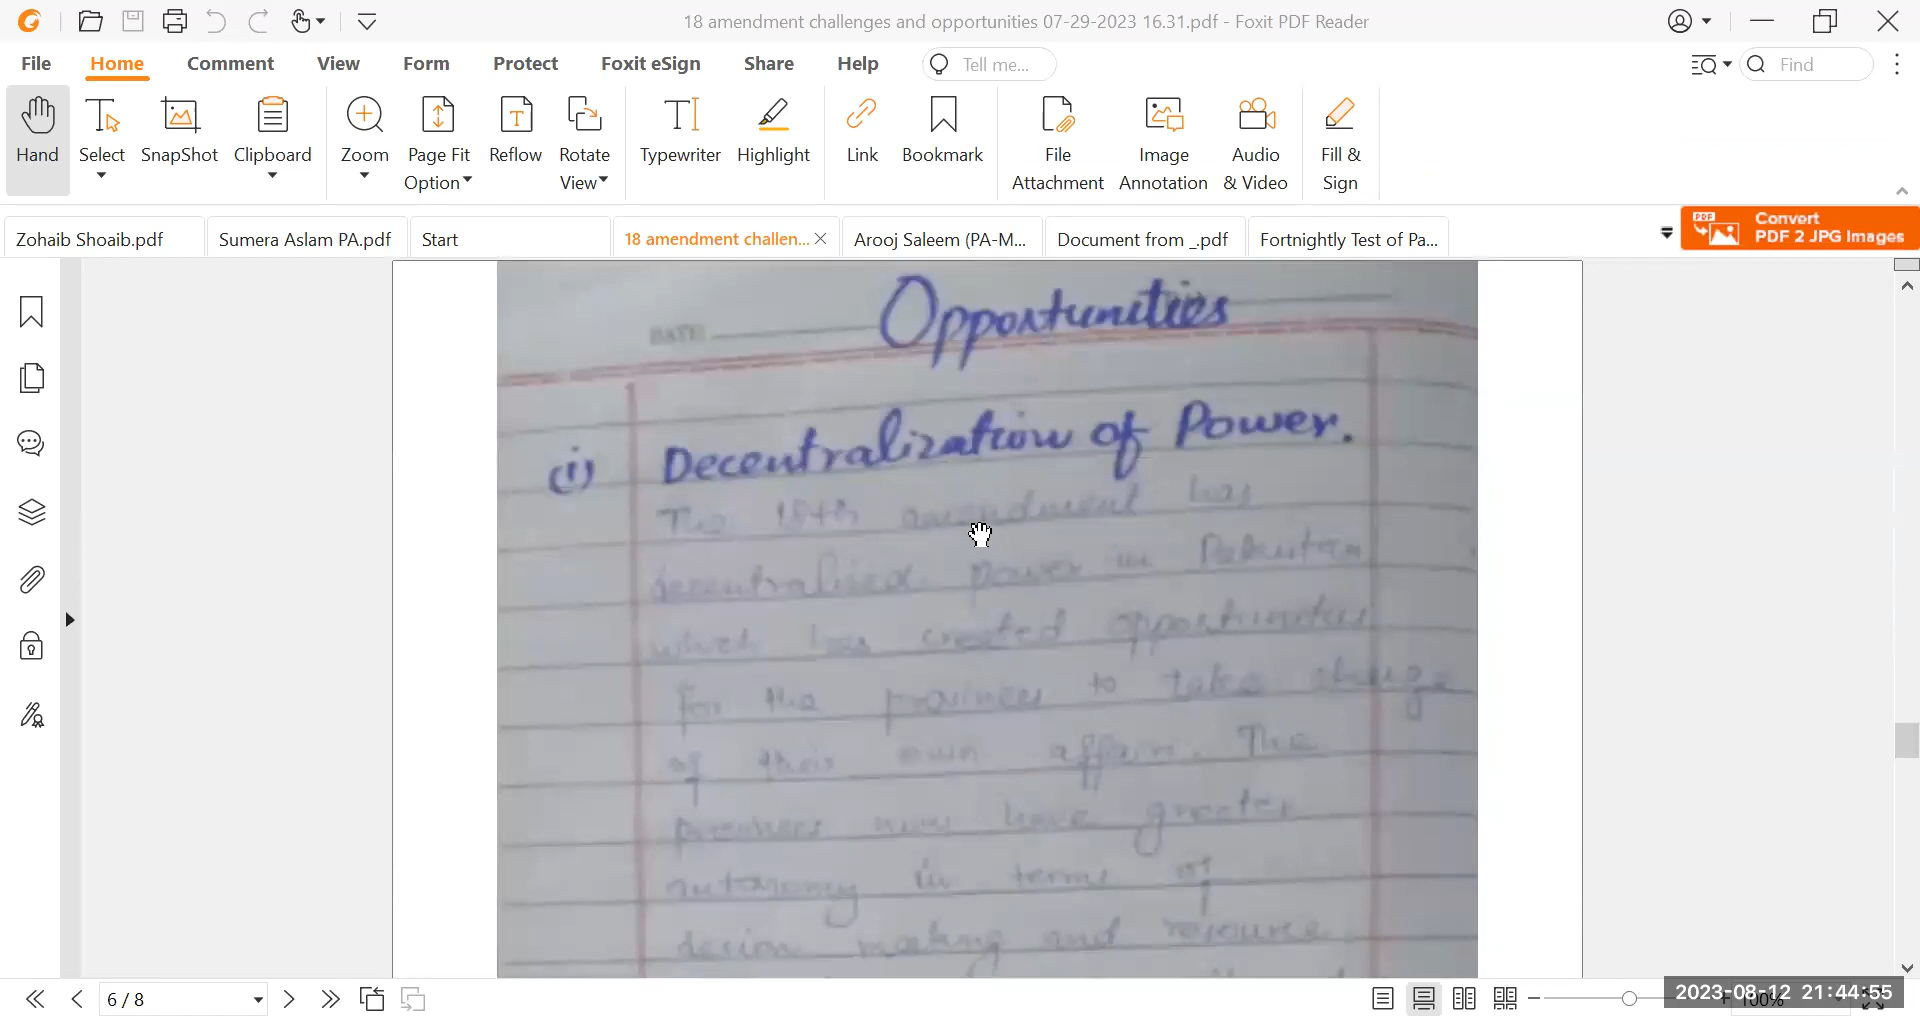 18 amendment challenges and opportunities 07-29-2023 16.31.pdf - Foxit PDF Reader
File Home Comment View Form Protect Foxit eSign Share Help Tell me... Find
Hand Select SnapShot Clipboard Zoom Page Fit Option Reflow Rotate View Typewriter Highlight Link Bookmark File Attachment Image Annotation Audio & Video Fill & Sign
Zohaib Shoaib.pdf Sumera Aslam PA.pdf Start 18 amendment challen... Arooj Saleem (PA-M... Document from _.pdf Fortnightly Test of Pa...
PDF Convert
PDF 2 JPG Images
Opportunities
DATE:
(i) Decentralization of Power.
The 18th amendment has
decentralized power in Pakistan
which has created opportunities
for the provinces to take charge
of their own affairs. The
provinces now have greater
autonomy in terms of
decion making and resource
6 / 8
100%
2023-08-12 21:44:55